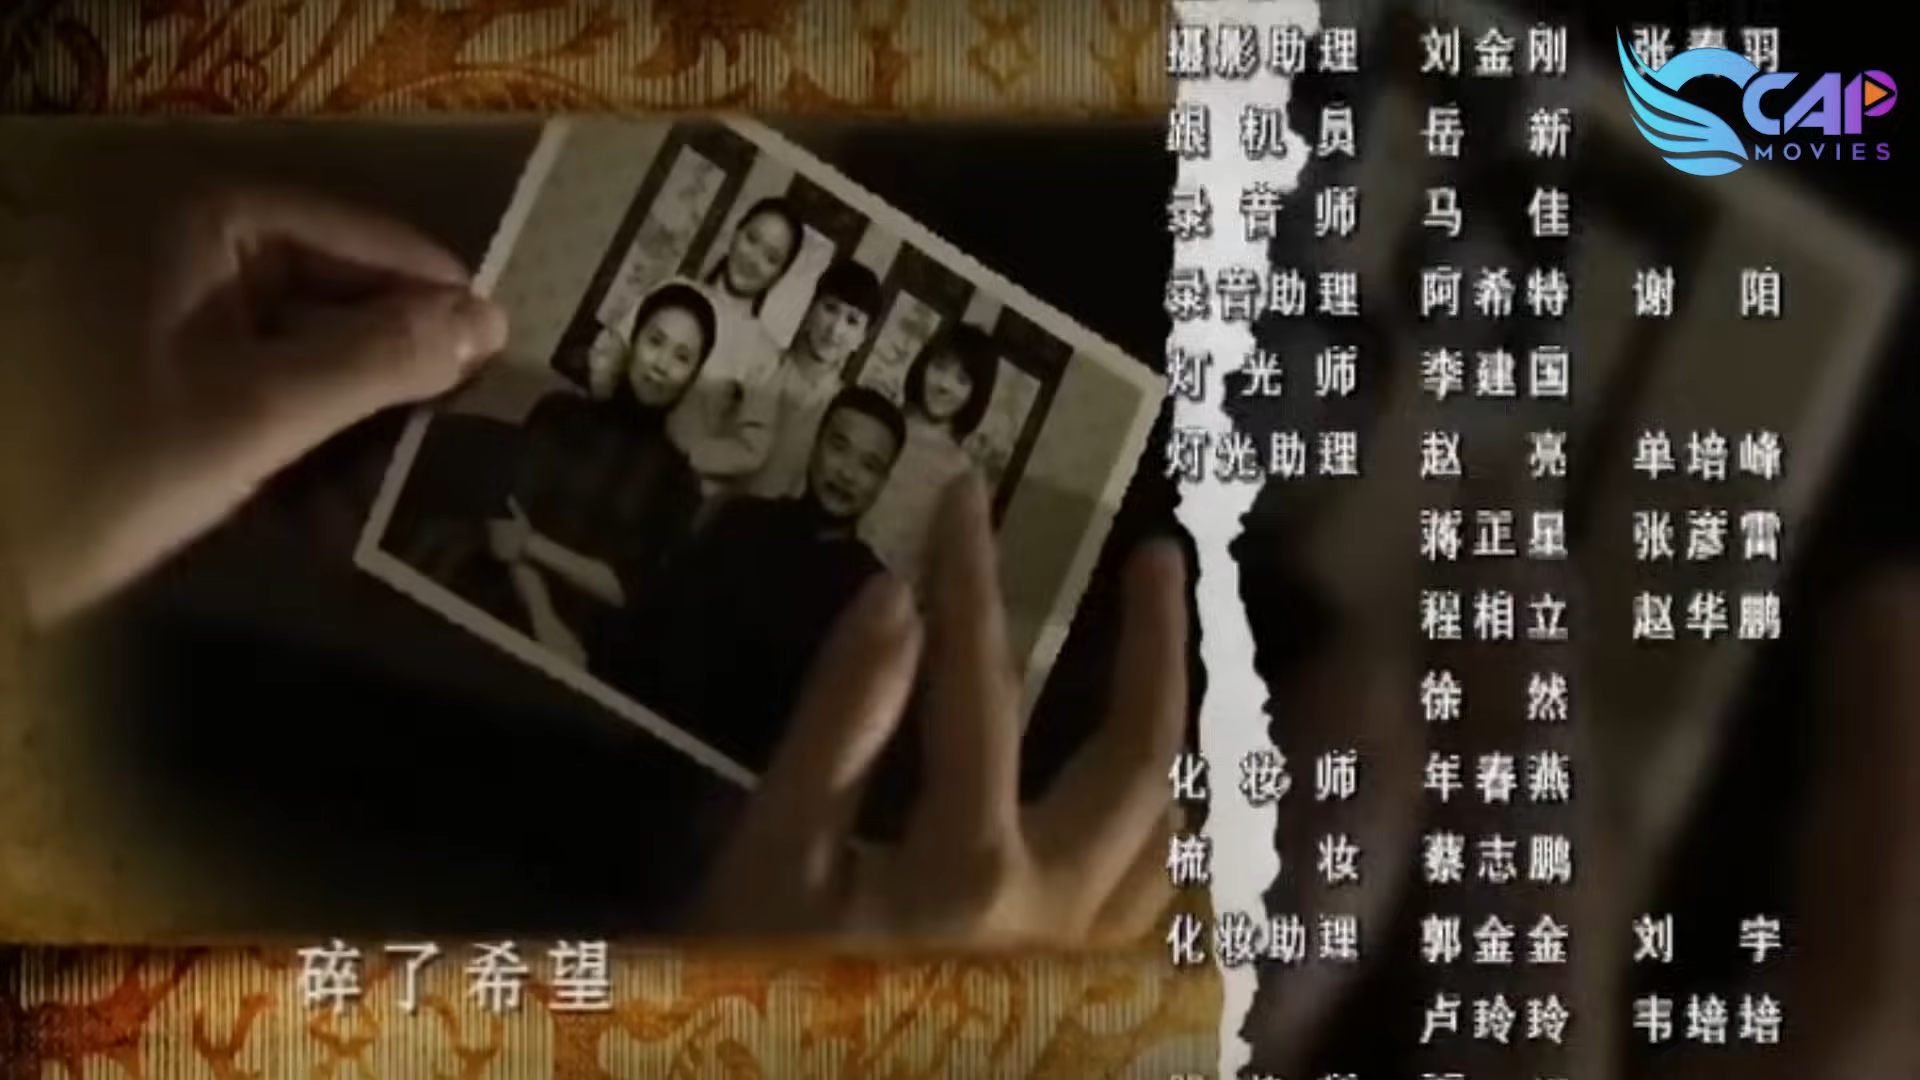 摄影助理 刘金刚 张春羽
CAP
MOVIES
跟机员 岳新
录音师 马佳
录音助理 阿希特 谢阳
灯光师 李建国
灯光助理 赵亮 单培峰
蒋正星 张彦雷
程相立 赵华鹏
徐然
化妆师 年春燕
梳妆 蔡志鹏
化妆助理 郭金金 刘宇
卢玲玲 韦培培
碎了希望